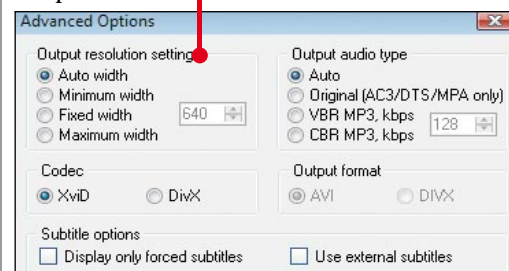 Advanced Options
Output resolution settings
Auto width
Minimum width
Fixed width
640
Maximum width
Output audio type
Auto
Original (AC3/DTS/MPA only)
VBR MP3, kbps
128
CBR MP3, kbps
Codec
XviD
DivX
Output format
AVI
DIVX
Subtitle options
Display only forced subtitles
Use external subtitles